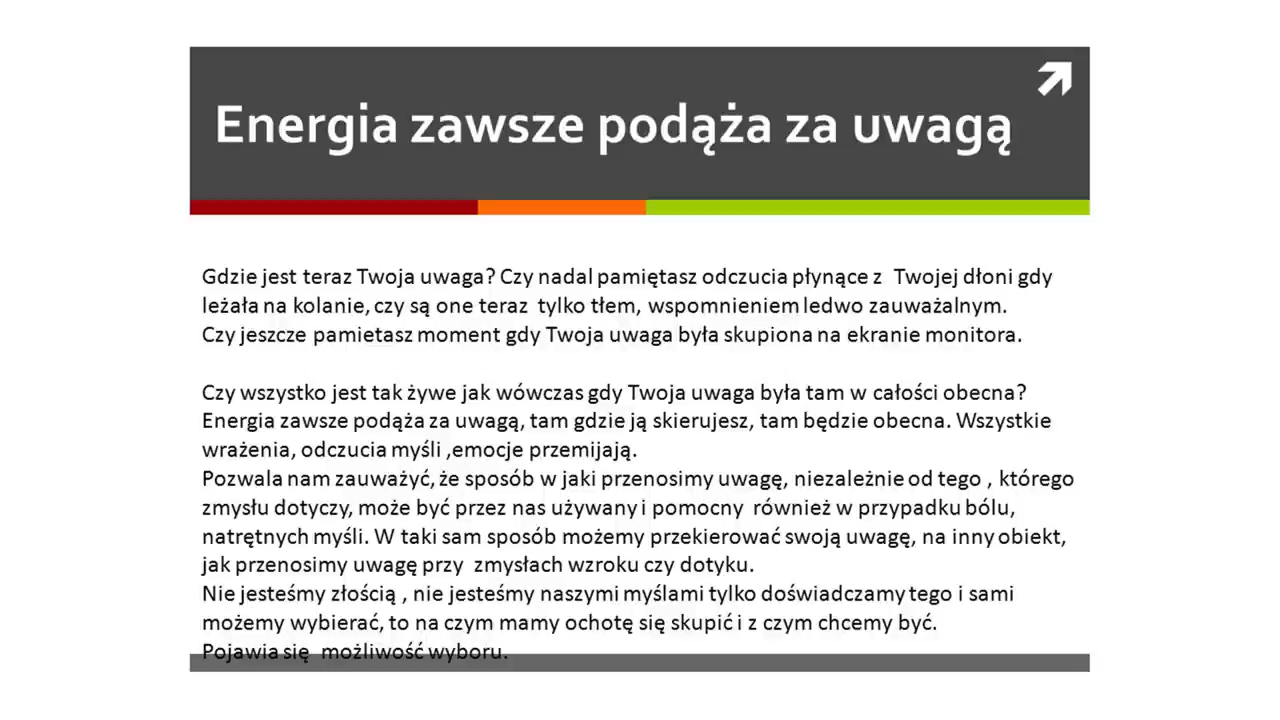 Energia zawsze podąża za uwagą
Gdzie jest teraz Twoja uwaga? Czy nadal pamiętasz odczucia płynące z Twojej dłoni gdy
leżała na kolanie, czy są one teraz tylko tłem, wspomnieniem ledwo zauważalnym.
Czy jeszcze pamietasz moment gdy Twoja uwaga była skupiona na ekranie monitora.
Czy wszystko jest tak żywe jak wówczas gdy Twoja uwaga była tam w całości obecna?
Energia zawsze podąża za uwagą, tam gdzie ją skierujesz, tam będzie obecna. Wszystkie
wrażenia, odczucia myśli ,emocje przemijają.
Pozwala nam zauważyć, że sposób w jaki przenosimy uwagę, niezależnie od tego , którego
zmysłu dotyczy, może być przez nas używany i pomocny również w przypadku bólu,
natrętnych myśli. W taki sam sposób możemy przekierować swoją uwagę, na inny obiekt,
jak przenosimy uwagę przy zmysłach wzroku czy dotyku.
Nie jesteśmy złością , nie jesteśmy naszymi myślami tylko doświadczamy tego i sami
możemy wybierać, to na czym mamy ochotę się skupić i z czym chcemy być.
Pojawia się możliwość wyboru.